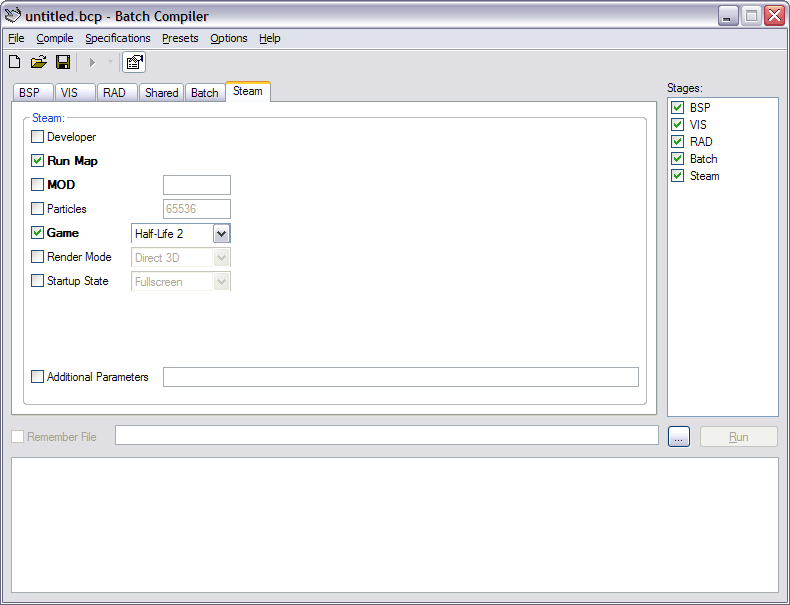 untitled.bcp - Batch Compiler
File Compile Specifications Presets Options Help
BSP VIS RAD Shared Batch Steam
Stages:
Steam:
Developer
Run Map
MOD
Particles 65536
Game Half-Life 2
Render Mode Direct 3D
Startup State Fullscreen
Additional Parameters
BSP
VIS
RAD
Batch
Steam
Remember File ... Run